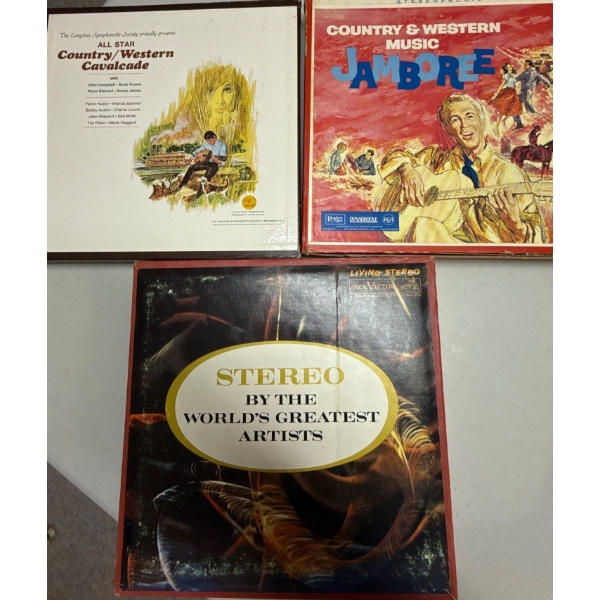 The Longines Symphonette Society proudly presents
ALL STAR
Country/Western
Cavalcade
with
Glen Campbell • Buck Owens
Wynn Stewart • Sonny James
Ferlin Husky • Wanda Jackson
Bobby Austin • Charlie Louvin
Jean Shepard • Ned Miller
Tex Ritter • Merle Haggard
STEREOPHONIC
COUNTRY & WESTERN
MUSIC
JAMBOREE
RCA
LIVING STEREO
RCA VICTOR
STEREO
BY THE
WORLD'S GREATEST
ARTISTS